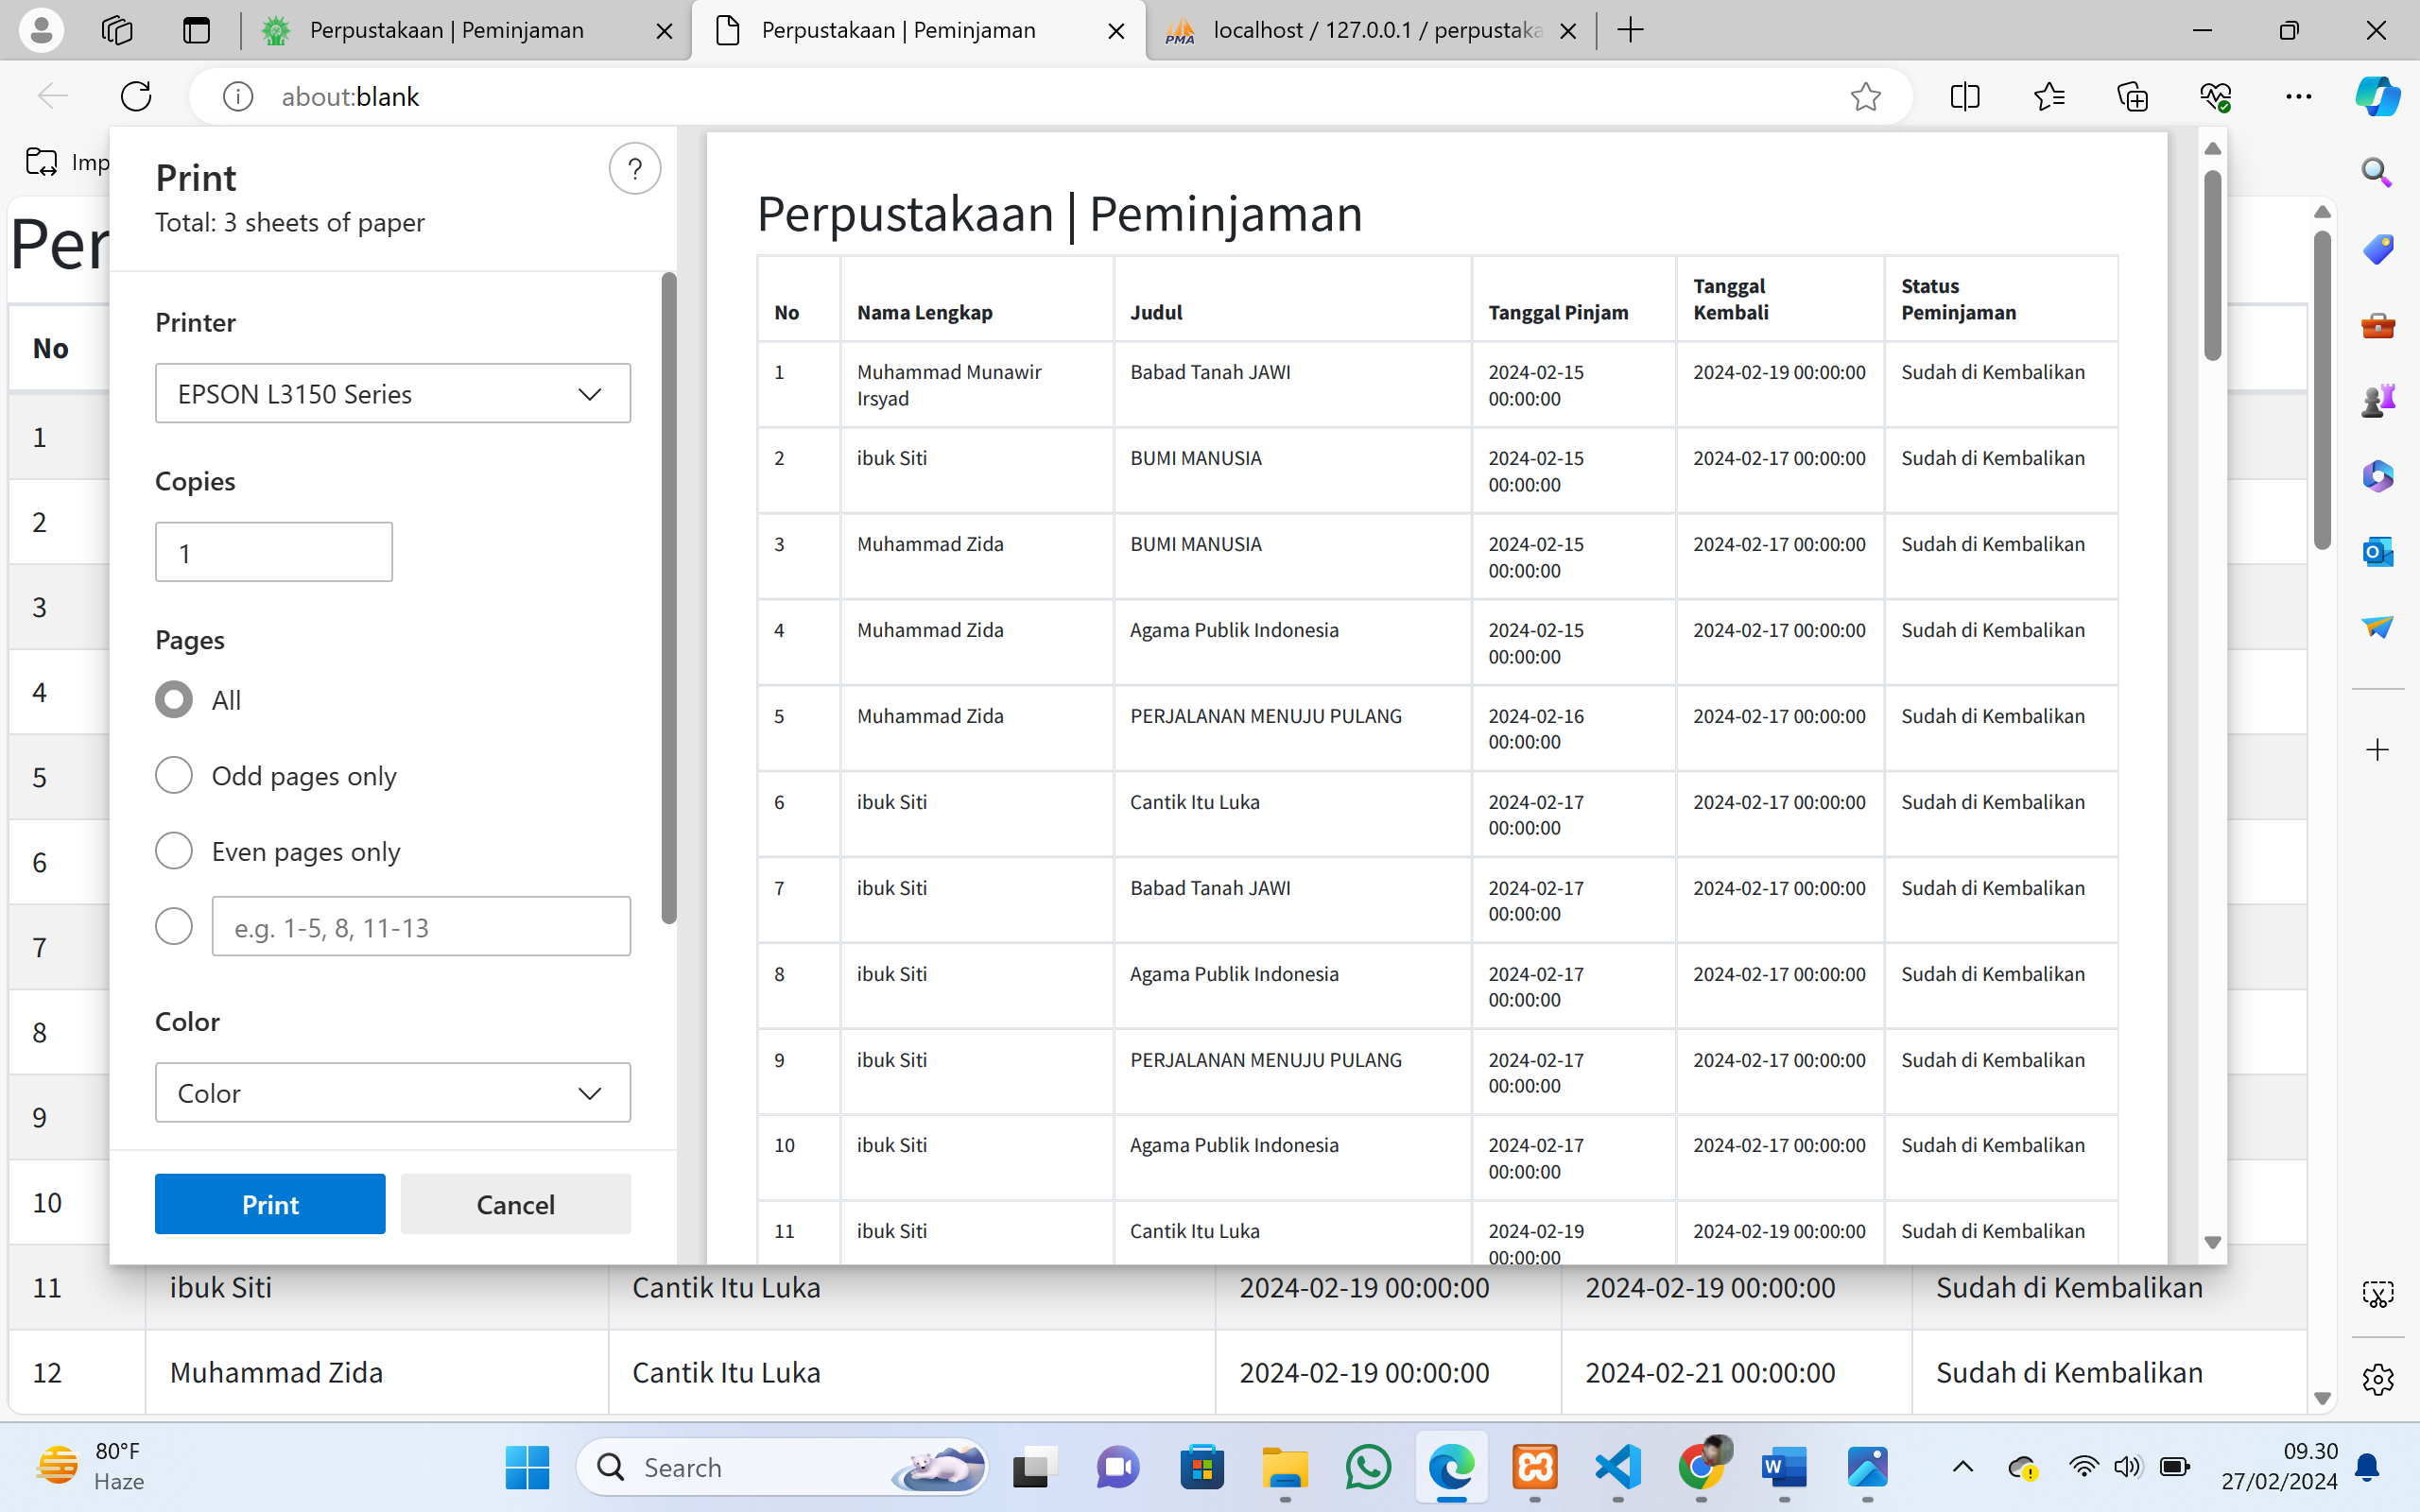 Perpustakaan | Peminjaman
Perpustakaan | Peminjaman
PMA localhost / 127.0.0.1 / perpustaka
about:blank
Imp
Per
No
1
2
3
4
5
6
7
8
9
10
Print
?
Total: 3 sheets of paper
Printer
EPSON L3150 Series
Copies
1
Pages
All
Odd pages only
Even pages only
e.g. 1-5, 8, 11-13
Color
Color
Print Cancel
Perpustakaan | Peminjaman
No Nama Lengkap Judul Tanggal Pinjam Tanggal Kembali Status Peminjaman
1 Muhammad Munawir Irsyad Babad Tanah JAWI 2024-02-15 00:00:00 2024-02-19 00:00:00 Sudah di Kembalikan
2 ibuk Siti BUMI MANUSIA 2024-02-15 00:00:00 2024-02-17 00:00:00 Sudah di Kembalikan
3 Muhammad Zida BUMI MANUSIA 2024-02-15 00:00:00 2024-02-17 00:00:00 Sudah di Kembalikan
4 Muhammad Zida Agama Publik Indonesia 2024-02-15 00:00:00 2024-02-17 00:00:00 Sudah di Kembalikan
5 Muhammad Zida PERJALANAN MENUJU PULANG 2024-02-16 00:00:00 2024-02-17 00:00:00 Sudah di Kembalikan
6 ibuk Siti Cantik Itu Luka 2024-02-17 00:00:00 2024-02-17 00:00:00 Sudah di Kembalikan
7 ibuk Siti Babad Tanah JAWI 2024-02-17 00:00:00 2024-02-17 00:00:00 Sudah di Kembalikan
8 ibuk Siti Agama Publik Indonesia 2024-02-17 00:00:00 2024-02-17 00:00:00 Sudah di Kembalikan
9 ibuk Siti PERJALANAN MENUJU PULANG 2024-02-17 00:00:00 2024-02-17 00:00:00 Sudah di Kembalikan
10 ibuk Siti Agama Publik Indonesia 2024-02-17 00:00:00 2024-02-17 00:00:00 Sudah di Kembalikan
11 ibuk Siti Cantik Itu Luka 2024-02-19 00:00:00 2024-02-19 00:00:00 Sudah di Kembalikan
11 ibuk Siti Cantik Itu Luka 2024-02-19 00:00:00 2024-02-19 00:00:00 Sudah di Kembalikan
12 Muhammad Zida Cantik Itu Luka 2024-02-19 00:00:00 2024-02-21 00:00:00 Sudah di Kembalikan
80°F
Haze
Search
09.30
27/02/2024